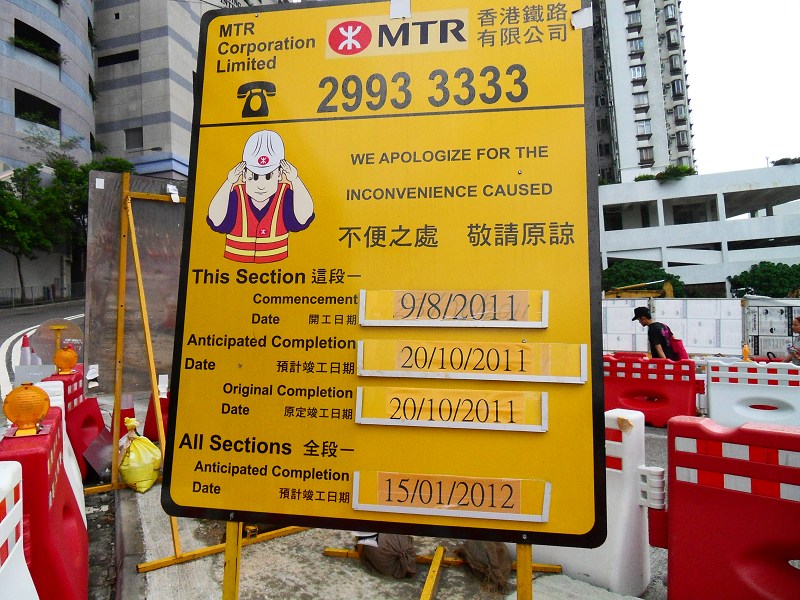 MTR
Corporation
Limited
MTR
香港鐵路
有限公司
2993 3333
WE APOLOGIZE FOR THE
INCONVENIENCE CAUSED
不便之處 敬請原諒
This Section 這段一
Commencement
Date 開工日期
9/8/2011
Anticipated Completion
Date 預計竣工日期
20/10/2011
Original Completion
Date 原定竣工日期
20/10/2011
All Sections 全段一
Anticipated Completion
Date 預計竣工日期
15/01/2012